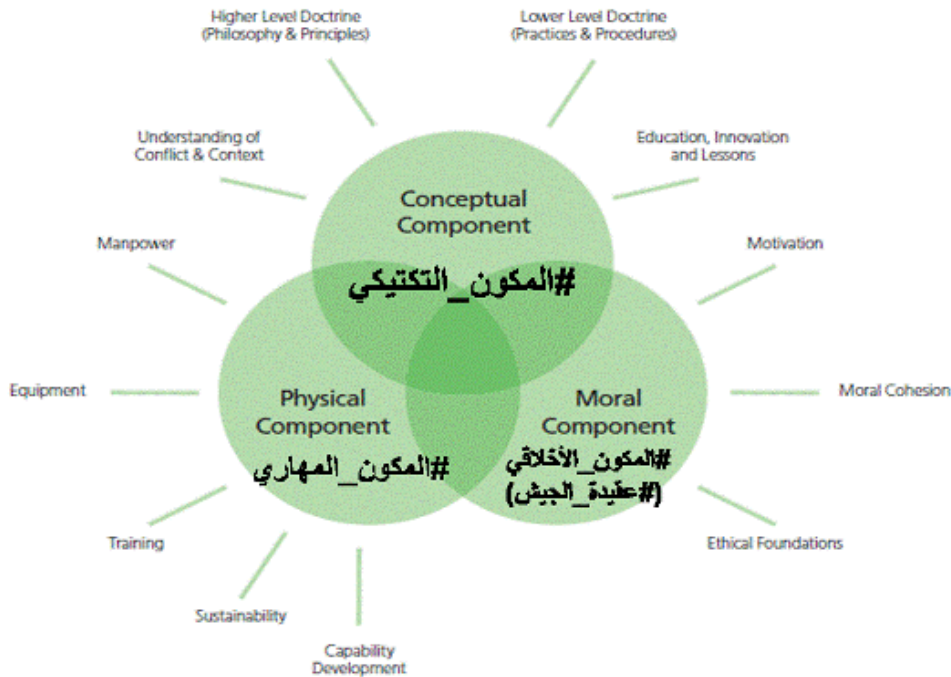 Higher Level Doctrine
(Philosophy & Principles)
Lower Level Doctrine
(Practices & Procedures)
Understanding of
Conflict & Context
Education, Innovation
and Lessons
Conceptual
Component
#المكون_التكتيكي
Manpower
Motivation
Equipment
Physical
Component
#المكون_المهاري
Moral
Component
#المكون_الأخلاقي
(#عقيدة_الجيش)
Moral Cohesion
Training
Ethical Foundations
Sustainability
Capability
Development